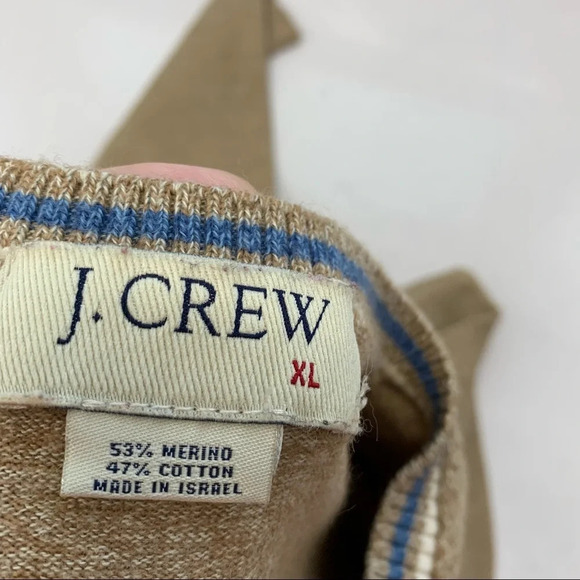 J. CREW
XL
53% MERINO
47% COTTON
MADE IN ISRAEL